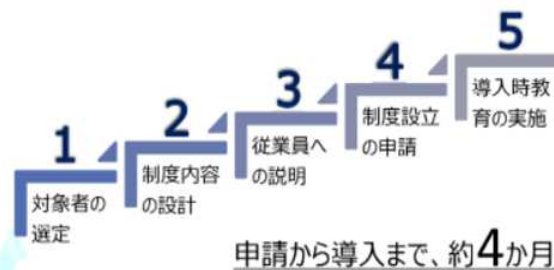 1
対象者の
選定
2
制度内容
の設計
3
従業員へ
の説明
4
制度設立
の申請
5
導入時教
育の実施
申請から導入まで、約4か月